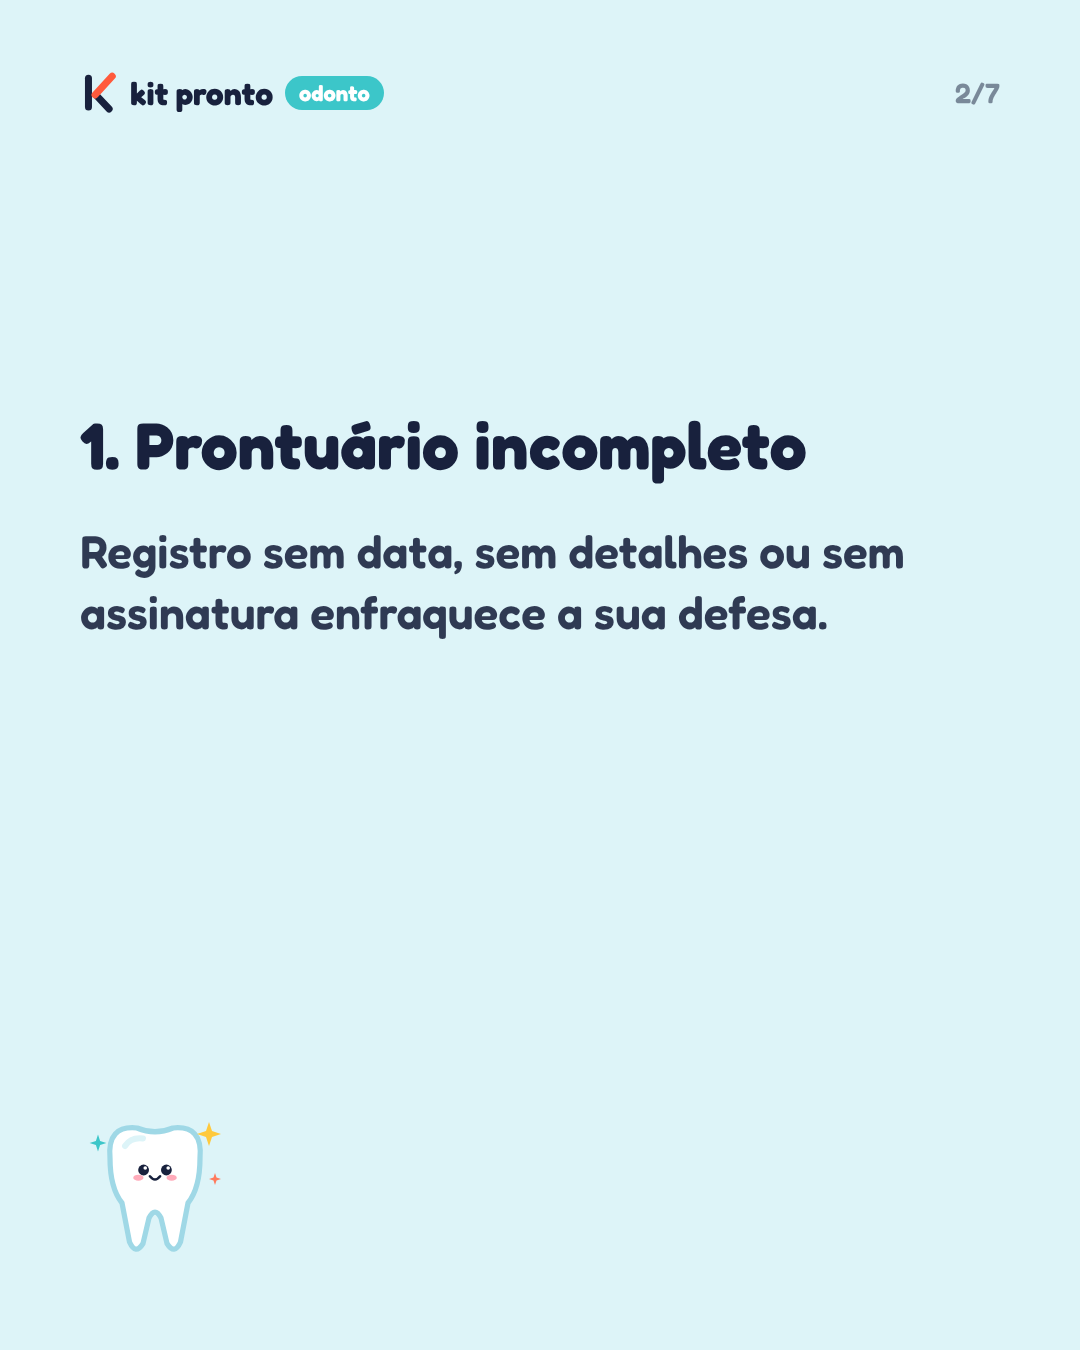 kit pronto odonto
2/7
1. Prontuário incompleto
Registro sem data, sem detalhes ou sem
assinatura enfraquece a sua defesa.